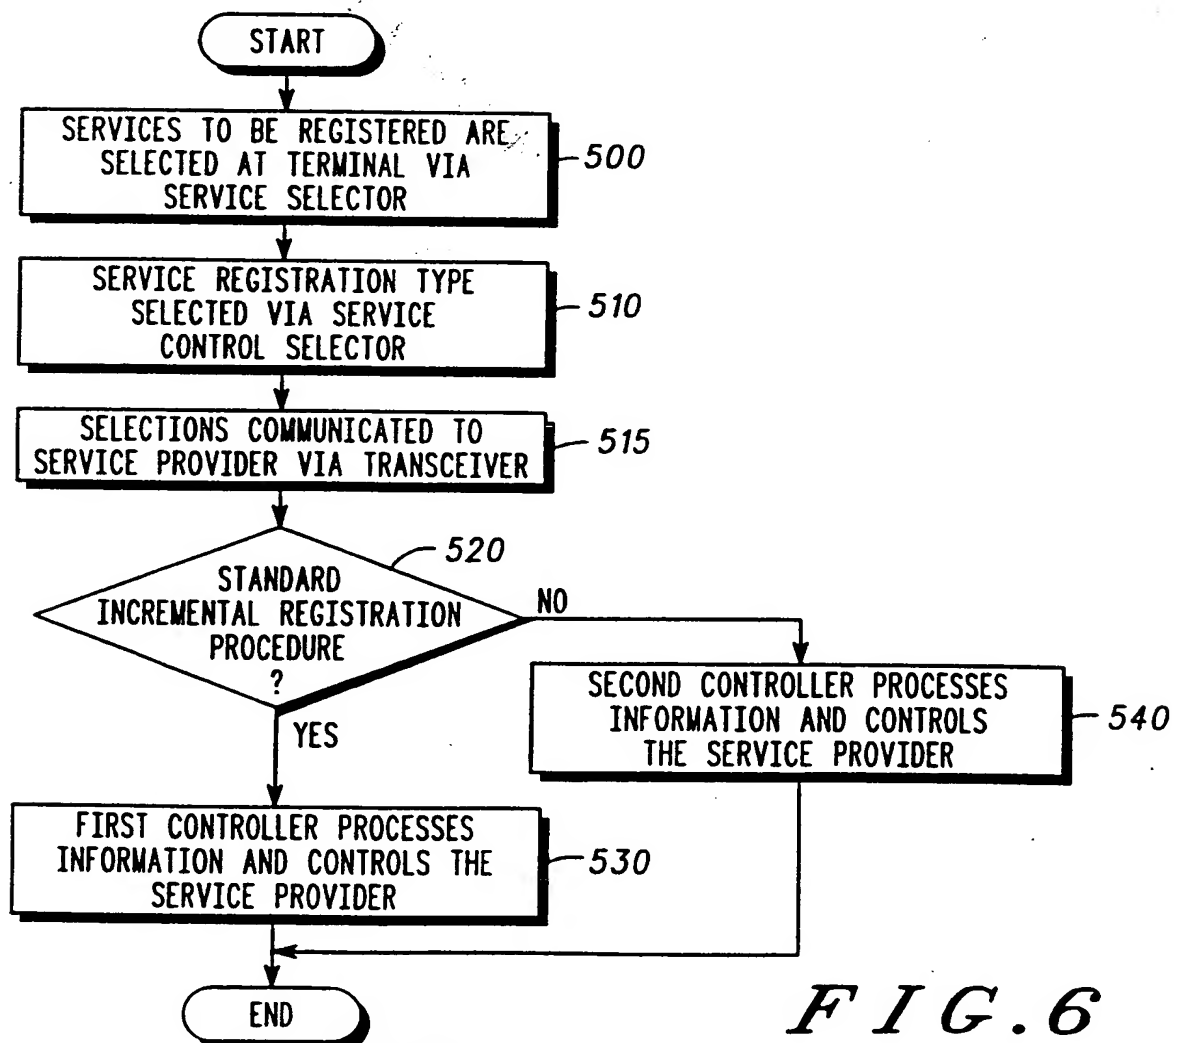 START
SERVICES TO BE REGISTERED ARE
SELECTED AT TERMINAL VIA
SERVICE SELECTOR
500
SERVICE REGISTRATION TYPE
SELECTED VIA SERVICE
CONTROL SELECTOR
510
SELECTIONS COMMUNICATED TO
SERVICE PROVIDER VIA TRANSCEIVER
515
520
STANDARD
INCREMENTAL REGISTRATION
PROCEDURE
?
NO
YES
SECOND CONTROLLER PROCESSES
INFORMATION AND CONTROLS
THE SERVICE PROVIDER
540
FIRST CONTROLLER PROCESSES
INFORMATION AND CONTROLS THE
SERVICE PROVIDER
530
END
FIG.6